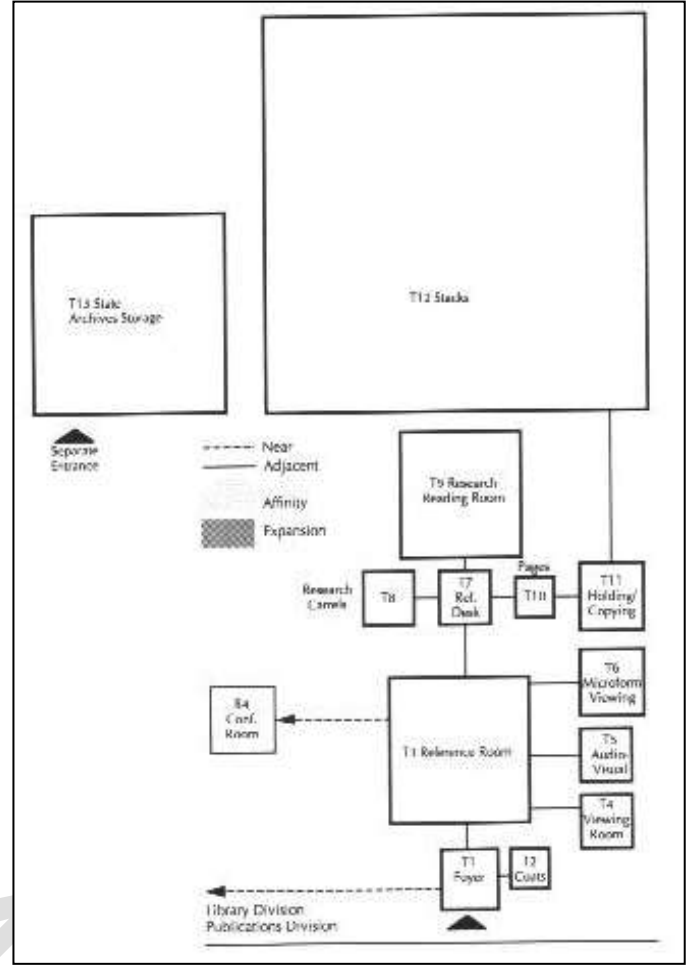 T12 Stacks
T13 State
Archives Storage
Separate
Entrance
Near
Adjacent
Affinity
Expansion
T9 Research
Reading Room
Research
Carrels
T8
T7
Ref.
Desk
Pages
T10
T11
Holding/
Copying
T6
Microform
Viewing
Conf.
Room
T1 Reference Room
T5
Audio-
Visual
T4
Viewing
Room
T1
Foyer
T2
Coats
Library Division
Publications Division